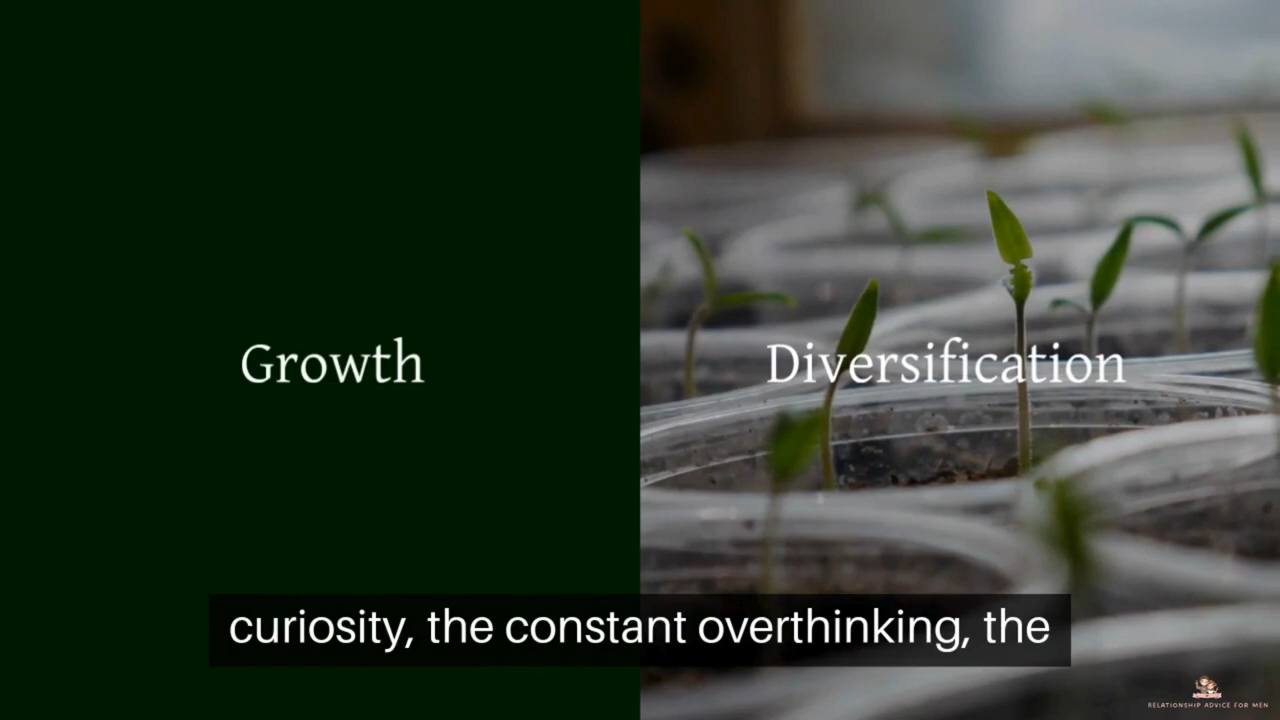 Growth
Diversification
curiosity, the constant overthinking, the
RELATIONSHIP ADVICE FOR MEN